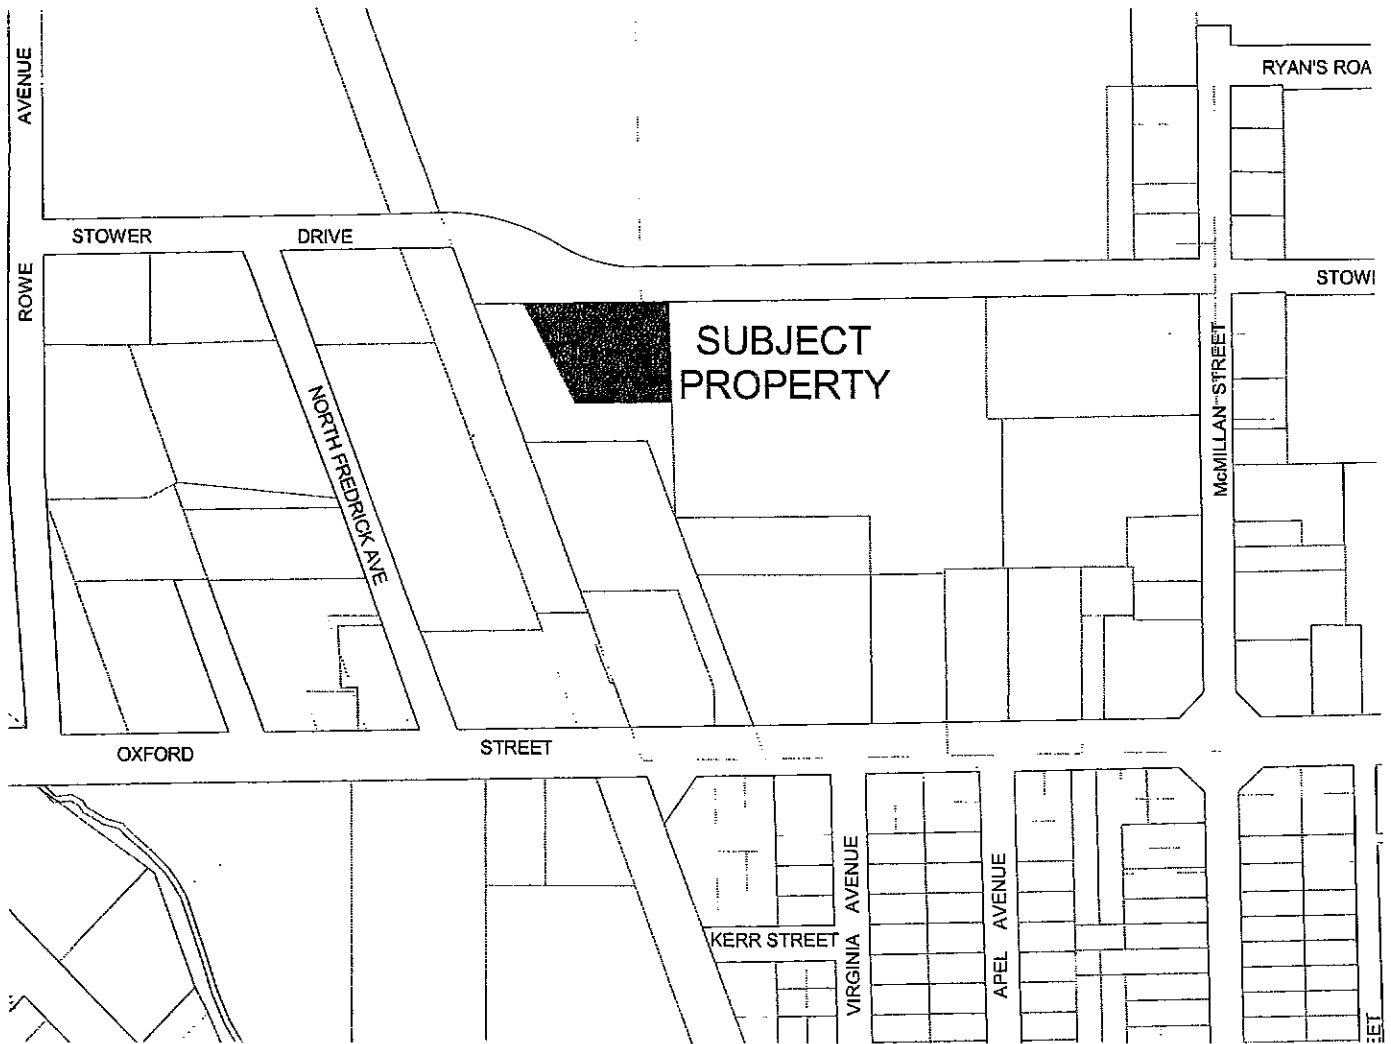 AVENUE
RYAN'S ROA
STOWER
DRIVE
ROWE
STOWI
SUBJECT
PROPERTY
McMILLAN STREET
NORTH FREDRICK AVE
OXFORD
STREET
VIRGINIA AVENUE
APEL AVENUE
KERR STREET
EET